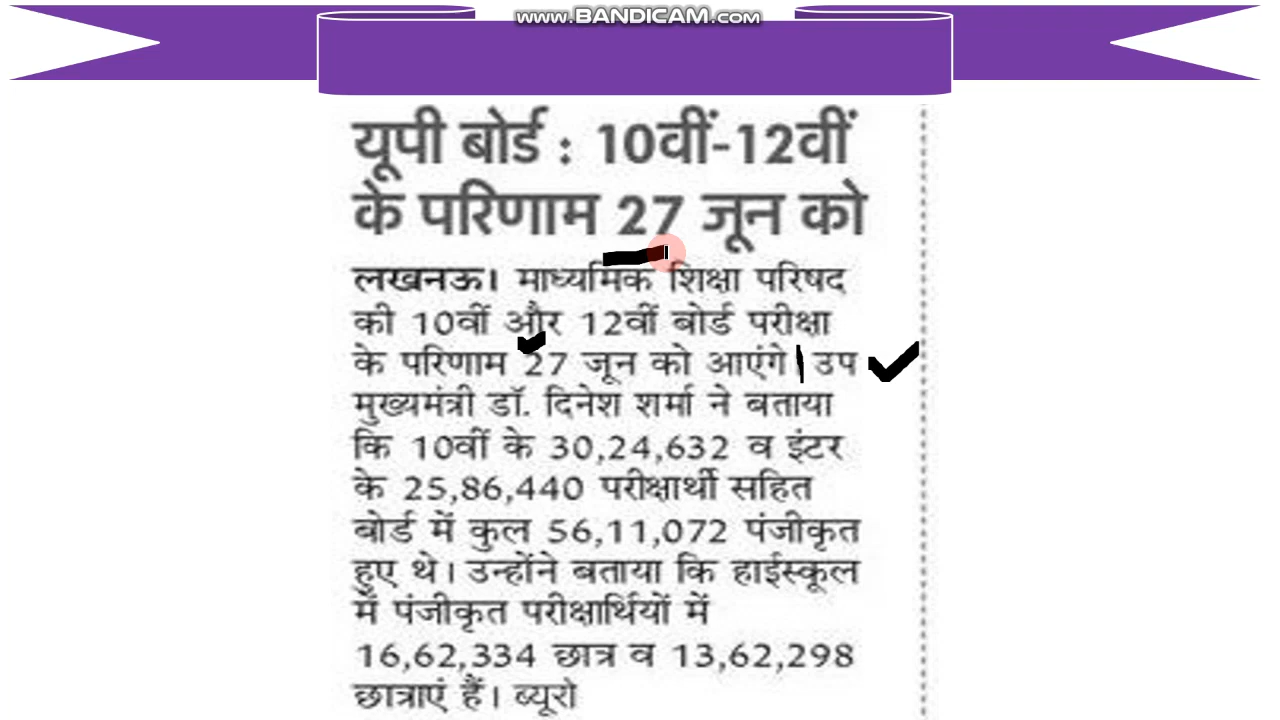 www.BANDICAM.com
यूपी बोर्ड : 10वीं-12वीं
के परिणाम 27 जून को
लखनऊ। माध्यमिक शिक्षा परिषद
की 10वीं और 12वीं बोर्ड परीक्षा
के परिणाम 27 जून को आएंगे। उप
मुख्यमंत्री डॉ. दिनेश शर्मा ने बताया
कि 10वीं के 30,24,632 व इंटर
के 25,86,440 परीक्षार्थी सहित
बोर्ड में कुल 56,11,072 पंजीकृत
हुए थे। उन्होंने बताया कि हाईस्कूल
में पंजीकृत परीक्षार्थियों में
16,62,334 छात्र व 13,62,298
छात्राएं हैं। ब्यूरो